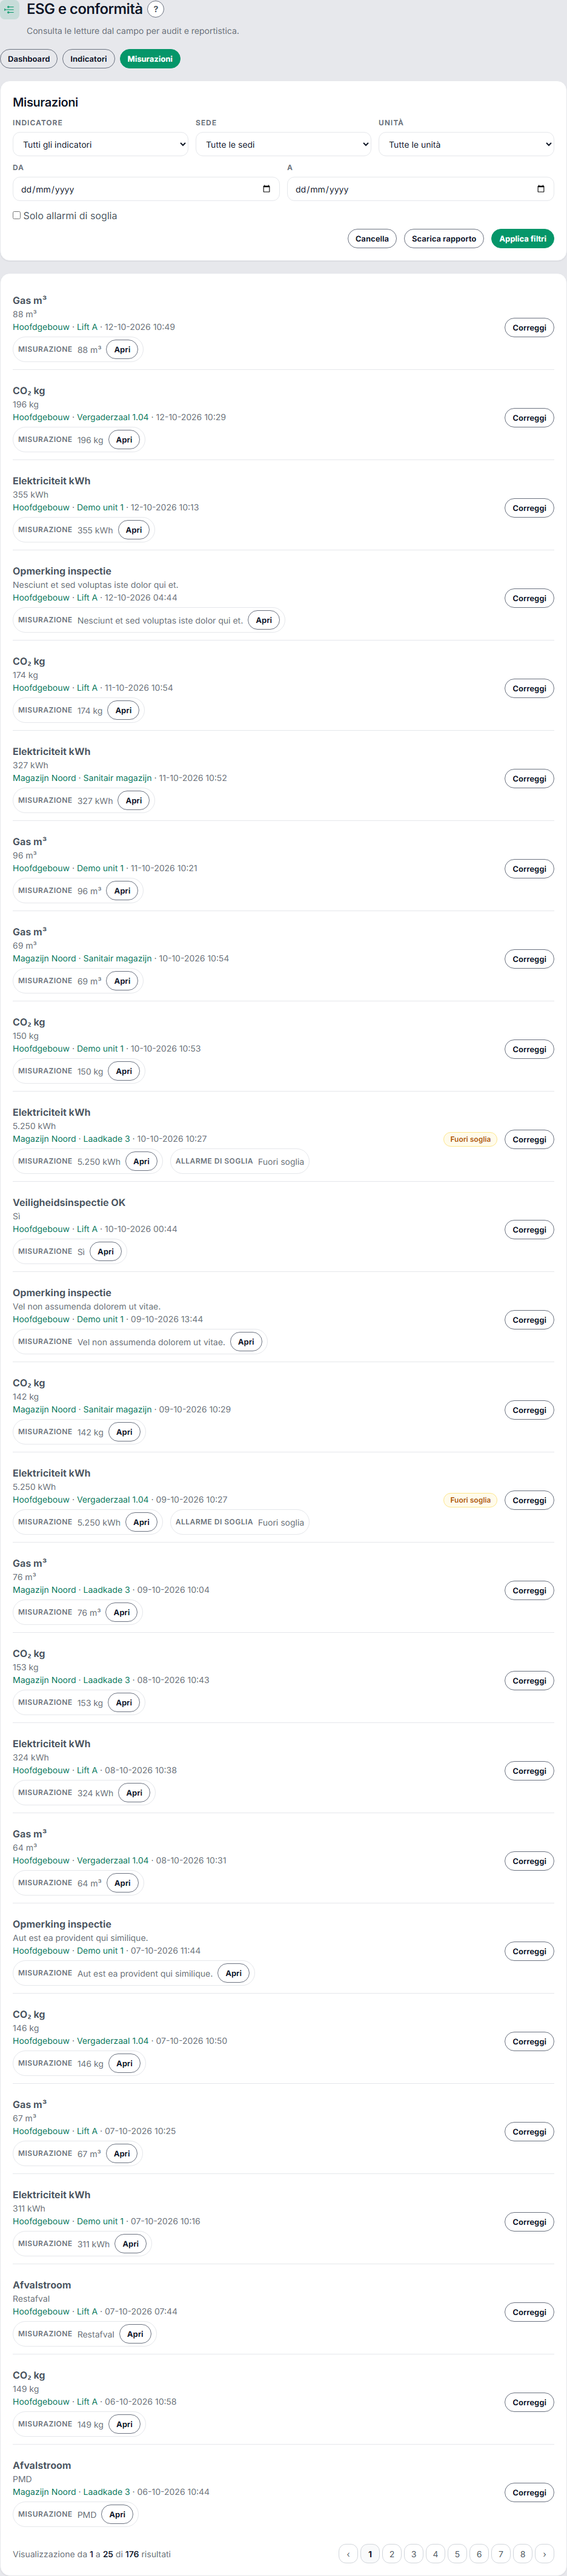 ESG e conformità ?
Consulta le letture dal campo per audit e reportistica.
Dashboard Indicatori Misurazioni
Misurazioni
INDICATORE SEDE UNITÀ
Tutti gli indicatori Tutte le sedi Tutte le unità
DA A
dd/mm/yyyy dd/mm/yyyy
Solo allarmi di soglia
Cancella Scarica rapporto Applica filtri
Gas m³
88 m³
Hoofdgebouw · Lift A · 12-10-2026 10:49
Correggi
MISURAZIONE 88 m³ Apri
CO₂ kg
196 kg
Hoofdgebouw · Vergaderzaal 1.04 · 12-10-2026 10:29
Correggi
MISURAZIONE 196 kg Apri
Elektriciteit kWh
355 kWh
Hoofdgebouw · Demo unit 1 · 12-10-2026 10:13
Correggi
MISURAZIONE 355 kWh Apri
Opmerking inspectie
Nesciunt et sed voluptas iste dolor qui et.
Hoofdgebouw · Lift A · 12-10-2026 04:44
Correggi
MISURAZIONE Nesciunt et sed voluptas iste dolor qui et. Apri
CO₂ kg
174 kg
Hoofdgebouw · Lift A · 11-10-2026 10:54
Correggi
MISURAZIONE 174 kg Apri
Elektriciteit kWh
327 kWh
Magazijn Noord · Sanitair magazijn · 11-10-2026 10:52
Correggi
MISURAZIONE 327 kWh Apri
Gas m³
96 m³
Hoofdgebouw · Demo unit 1 · 11-10-2026 10:21
Correggi
MISURAZIONE 96 m³ Apri
Gas m³
69 m³
Magazijn Noord · Sanitair magazijn · 10-10-2026 10:54
Correggi
MISURAZIONE 69 m³ Apri
CO₂ kg
150 kg
Hoofdgebouw · Demo unit 1 · 10-10-2026 10:53
Correggi
MISURAZIONE 150 kg Apri
Elektriciteit kWh
5.250 kWh
Magazijn Noord · Laadkade 3 · 10-10-2026 10:27
Fuori soglia Correggi
MISURAZIONE 5.250 kWh Apri ALLARME DI SOGLIA Fuori soglia
Veiligheidsinspectie OK
Sì
Hoofdgebouw · Lift A · 10-10-2026 00:44
Correggi
MISURAZIONE Sì Apri
Opmerking inspectie
Vel non assumenda dolorem ut vitae.
Hoofdgebouw · Demo unit 1 · 09-10-2026 13:44
Correggi
MISURAZIONE Vel non assumenda dolorem ut vitae. Apri
CO₂ kg
142 kg
Magazijn Noord · Sanitair magazijn · 09-10-2026 10:29
Correggi
MISURAZIONE 142 kg Apri
Elektriciteit kWh
5.250 kWh
Hoofdgebouw · Vergaderzaal 1.04 · 09-10-2026 10:27
Fuori soglia Correggi
MISURAZIONE 5.250 kWh Apri ALLARME DI SOGLIA Fuori soglia
Gas m³
76 m³
Magazijn Noord · Laadkade 3 · 09-10-2026 10:04
Correggi
MISURAZIONE 76 m³ Apri
CO₂ kg
153 kg
Magazijn Noord · Laadkade 3 · 08-10-2026 10:43
Correggi
MISURAZIONE 153 kg Apri
Elektriciteit kWh
324 kWh
Hoofdgebouw · Lift A · 08-10-2026 10:38
Correggi
MISURAZIONE 324 kWh Apri
Gas m³
64 m³
Hoofdgebouw · Vergaderzaal 1.04 · 08-10-2026 10:31
Correggi
MISURAZIONE 64 m³ Apri
Opmerking inspectie
Aut est ea provident qui similique.
Hoofdgebouw · Demo unit 1 · 07-10-2026 11:44
Correggi
MISURAZIONE Aut est ea provident qui similique. Apri
CO₂ kg
146 kg
Hoofdgebouw · Vergaderzaal 1.04 · 07-10-2026 10:50
Correggi
MISURAZIONE 146 kg Apri
Gas m³
67 m³
Hoofdgebouw · Lift A · 07-10-2026 10:25
Correggi
MISURAZIONE 67 m³ Apri
Elektriciteit kWh
311 kWh
Hoofdgebouw · Demo unit 1 · 07-10-2026 10:16
Correggi
MISURAZIONE 311 kWh Apri
Afvalstroom
Restafval
Hoofdgebouw · Lift A · 07-10-2026 07:44
Correggi
MISURAZIONE Restafval Apri
CO₂ kg
149 kg
Hoofdgebouw · Lift A · 06-10-2026 10:58
Correggi
MISURAZIONE 149 kg Apri
Afvalstroom
PMD
Magazijn Noord · Laadkade 3 · 06-10-2026 10:44
Correggi
MISURAZIONE PMD Apri
Visualizzazione da 1 a 25 di 176 risultati ‹ 1 2 3 4 5 6 7 8 ›